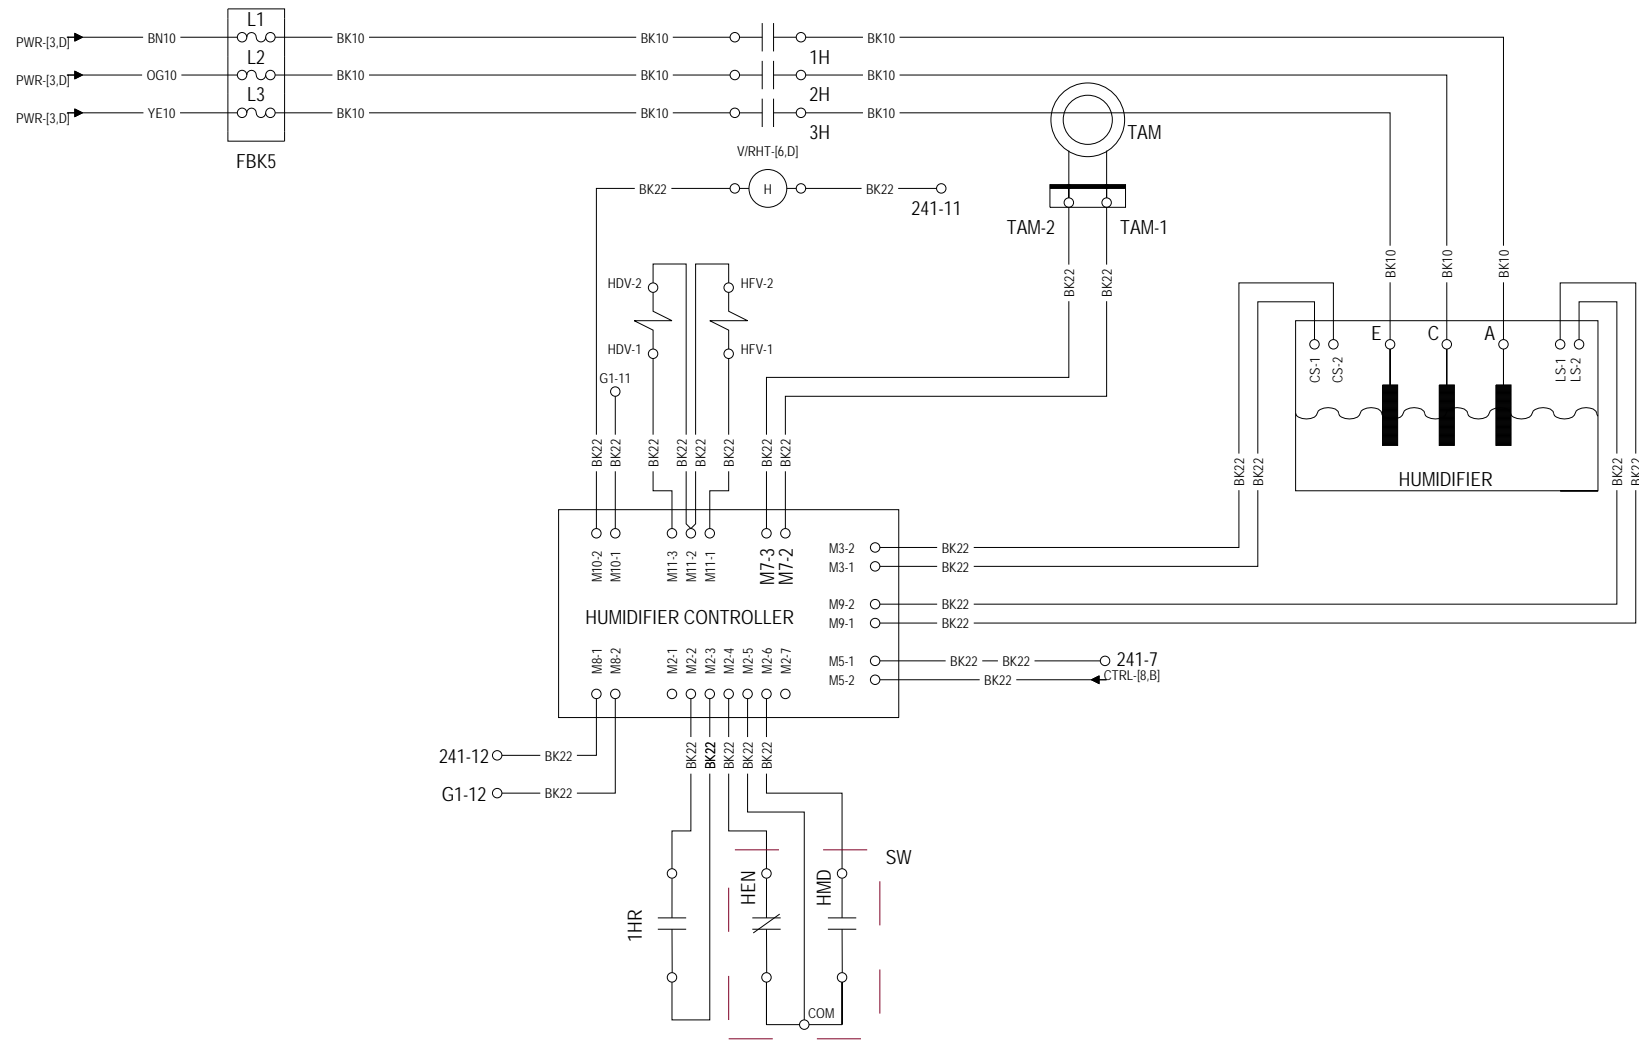 L1
PWR-[3,D] BN10 BK10 BK10 BK10
1H
L2
PWR-[3,D] OG10 BK10 BK10 BK10
2H
L3
PWR-[3,D] YE10 BK10 BK10 BK10
3H
TAM
FBK5
V/RHT-[6,D]
BK22 H BK22
241-11
TAM-2 TAM-1
BK22 BK22
BK10 BK10 BK10
HDV-2 HFV-2
HDV-1 HFV-1
G1-11
E C A
CS-1 CS-2 LS-1 LS-2
BK22 BK22 BK22 BK22 BK22 BK22 BK22 BK22
BK22 BK22 BK22 BK22
HUMIDIFIER
M10-2 M10-1 M11-3 M11-2 M11-1 M7-3 M7-2
M3-2 BK22
M3-1 BK22
M9-2 BK22
M9-1 BK22
HUMIDIFIER CONTROLLER
M8-1 M8-2 M2-1 M2-2 M2-3 M2-4 M2-5 M2-6 M2-7
M5-1 BK22 BK22 241-7
M5-2 BK22 CTRL-[8,B]
241-12 BK22
G1-12 BK22
BK22 BK22 BK22 BK22 BK22
SW
1HR HEN HMD
COM